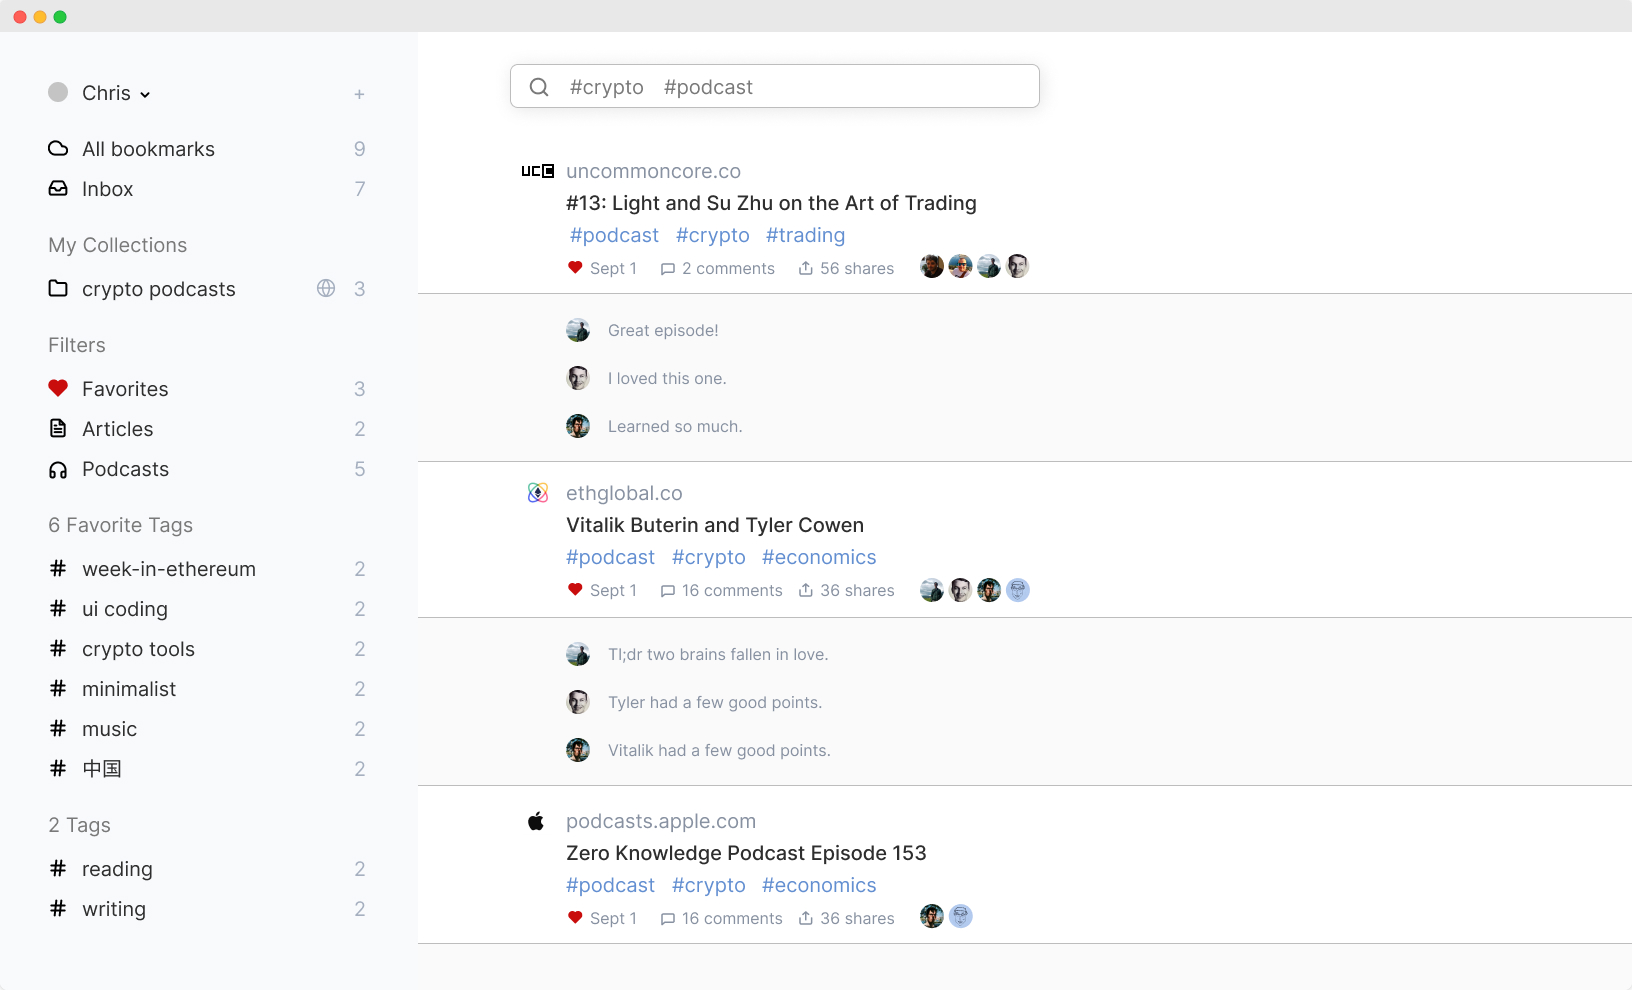 Chris
+
All bookmarks 9
Inbox 7
My Collections
crypto podcasts 3
Filters
Favorites 3
Articles 2
Podcasts 5
6 Favorite Tags
# week-in-ethereum 2
# ui coding 2
# crypto tools 2
# minimalist 2
# music 2
# 中国 2
2 Tags
# reading 2
# writing 2
#crypto #podcast
UCC uncommoncore.co
#13: Light and Su Zhu on the Art of Trading
#podcast #crypto #trading
Sept 1 2 comments 56 shares
Great episode!
I loved this one.
Learned so much.
ethglobal.co
Vitalik Buterin and Tyler Cowen
#podcast #crypto #economics
Sept 1 16 comments 36 shares
Tl;dr two brains fallen in love.
Tyler had a few good points.
Vitalik had a few good points.
podcasts.apple.com
Zero Knowledge Podcast Episode 153
#podcast #crypto #economics
Sept 1 16 comments 36 shares